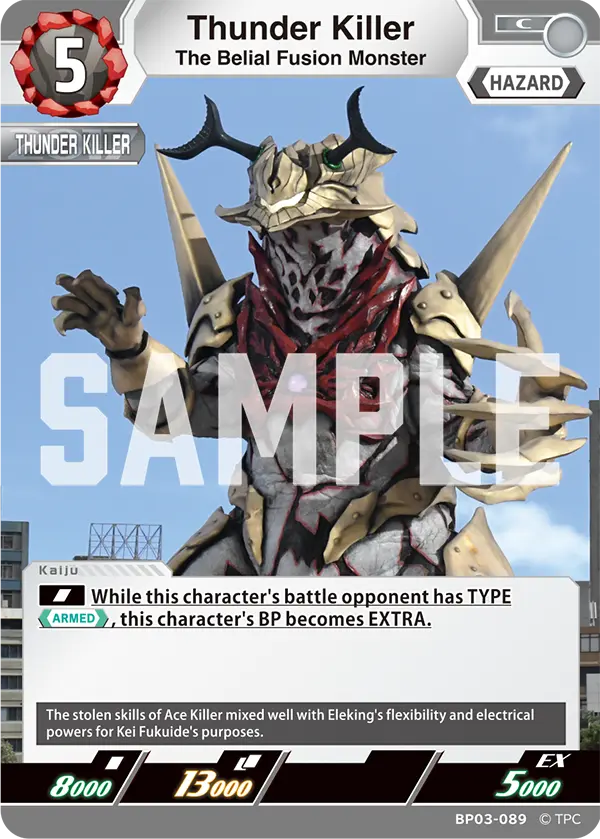 5
Thunder Killer
The Belial Fusion Monster
C
HAZARD
THUNDER KILLER
SAMPLE
Kaiju
While this character's battle opponent has TYPE
ARMED, this character's BP becomes EXTRA.
The stolen skills of Ace Killer mixed well with Eleking's flexibility and electrical
powers for Kei Fukuide's purposes.
8000
13000
EX
5000
BP03-089 © TPC